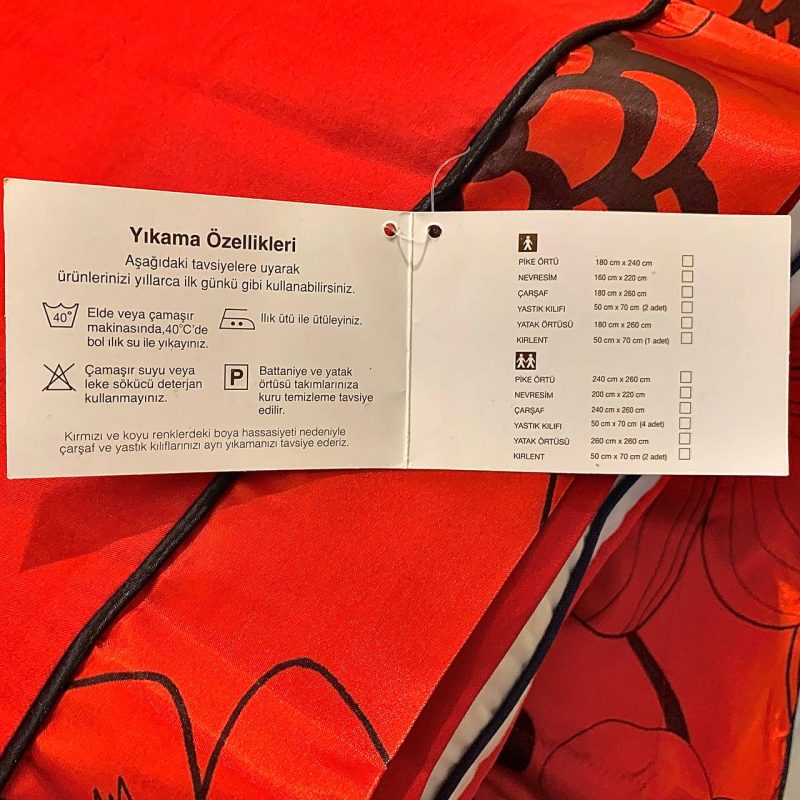 Yıkama Özellikleri
Aşağıdaki tavsiyelere uyarak
ürünlerinizi yıllarca ilk günkü gibi kullanabilirsiniz.
40°
Elde veya çamaşır
makinasında,40°C'de
bol ılık su ile yıkayınız.
Ilık ütü ile ütüleyiniz.
Çamaşır suyu veya
leke sökücü deterjan
kullanmayınız.
P
Battaniye ve yatak
örtüsü takımlarınıza
kuru temizleme tavsiye
edilir.
Kırmızı ve koyu renklerdeki boya hassasiyeti nedeniyle
çarşaf ve yastık kılıflarınızı ayrı yıkamanızı tavsiye ederiz.
PİKE ÖRTÜ 180 cm x 240 cm
NEVRESİM 160 cm x 220 cm
ÇARŞAF 180 cm x 260 cm
YASTIK KILIFI 50 cm x 70 cm (2 adet)
YATAK ÖRTÜSÜ 180 cm x 260 cm
KIRLENT 50 cm x 70 cm (1 adet)
PİKE ÖRTÜ 240 cm x 260 cm
NEVRESİM 200 cm x 220 cm
ÇARŞAF 240 cm x 260 cm
YASTIK KILIFI 50 cm x 70 cm (4 adet)
YATAK ÖRTÜSÜ 260 cm x 260 cm
KIRLENT 50 cm x 70 cm (2 adet)